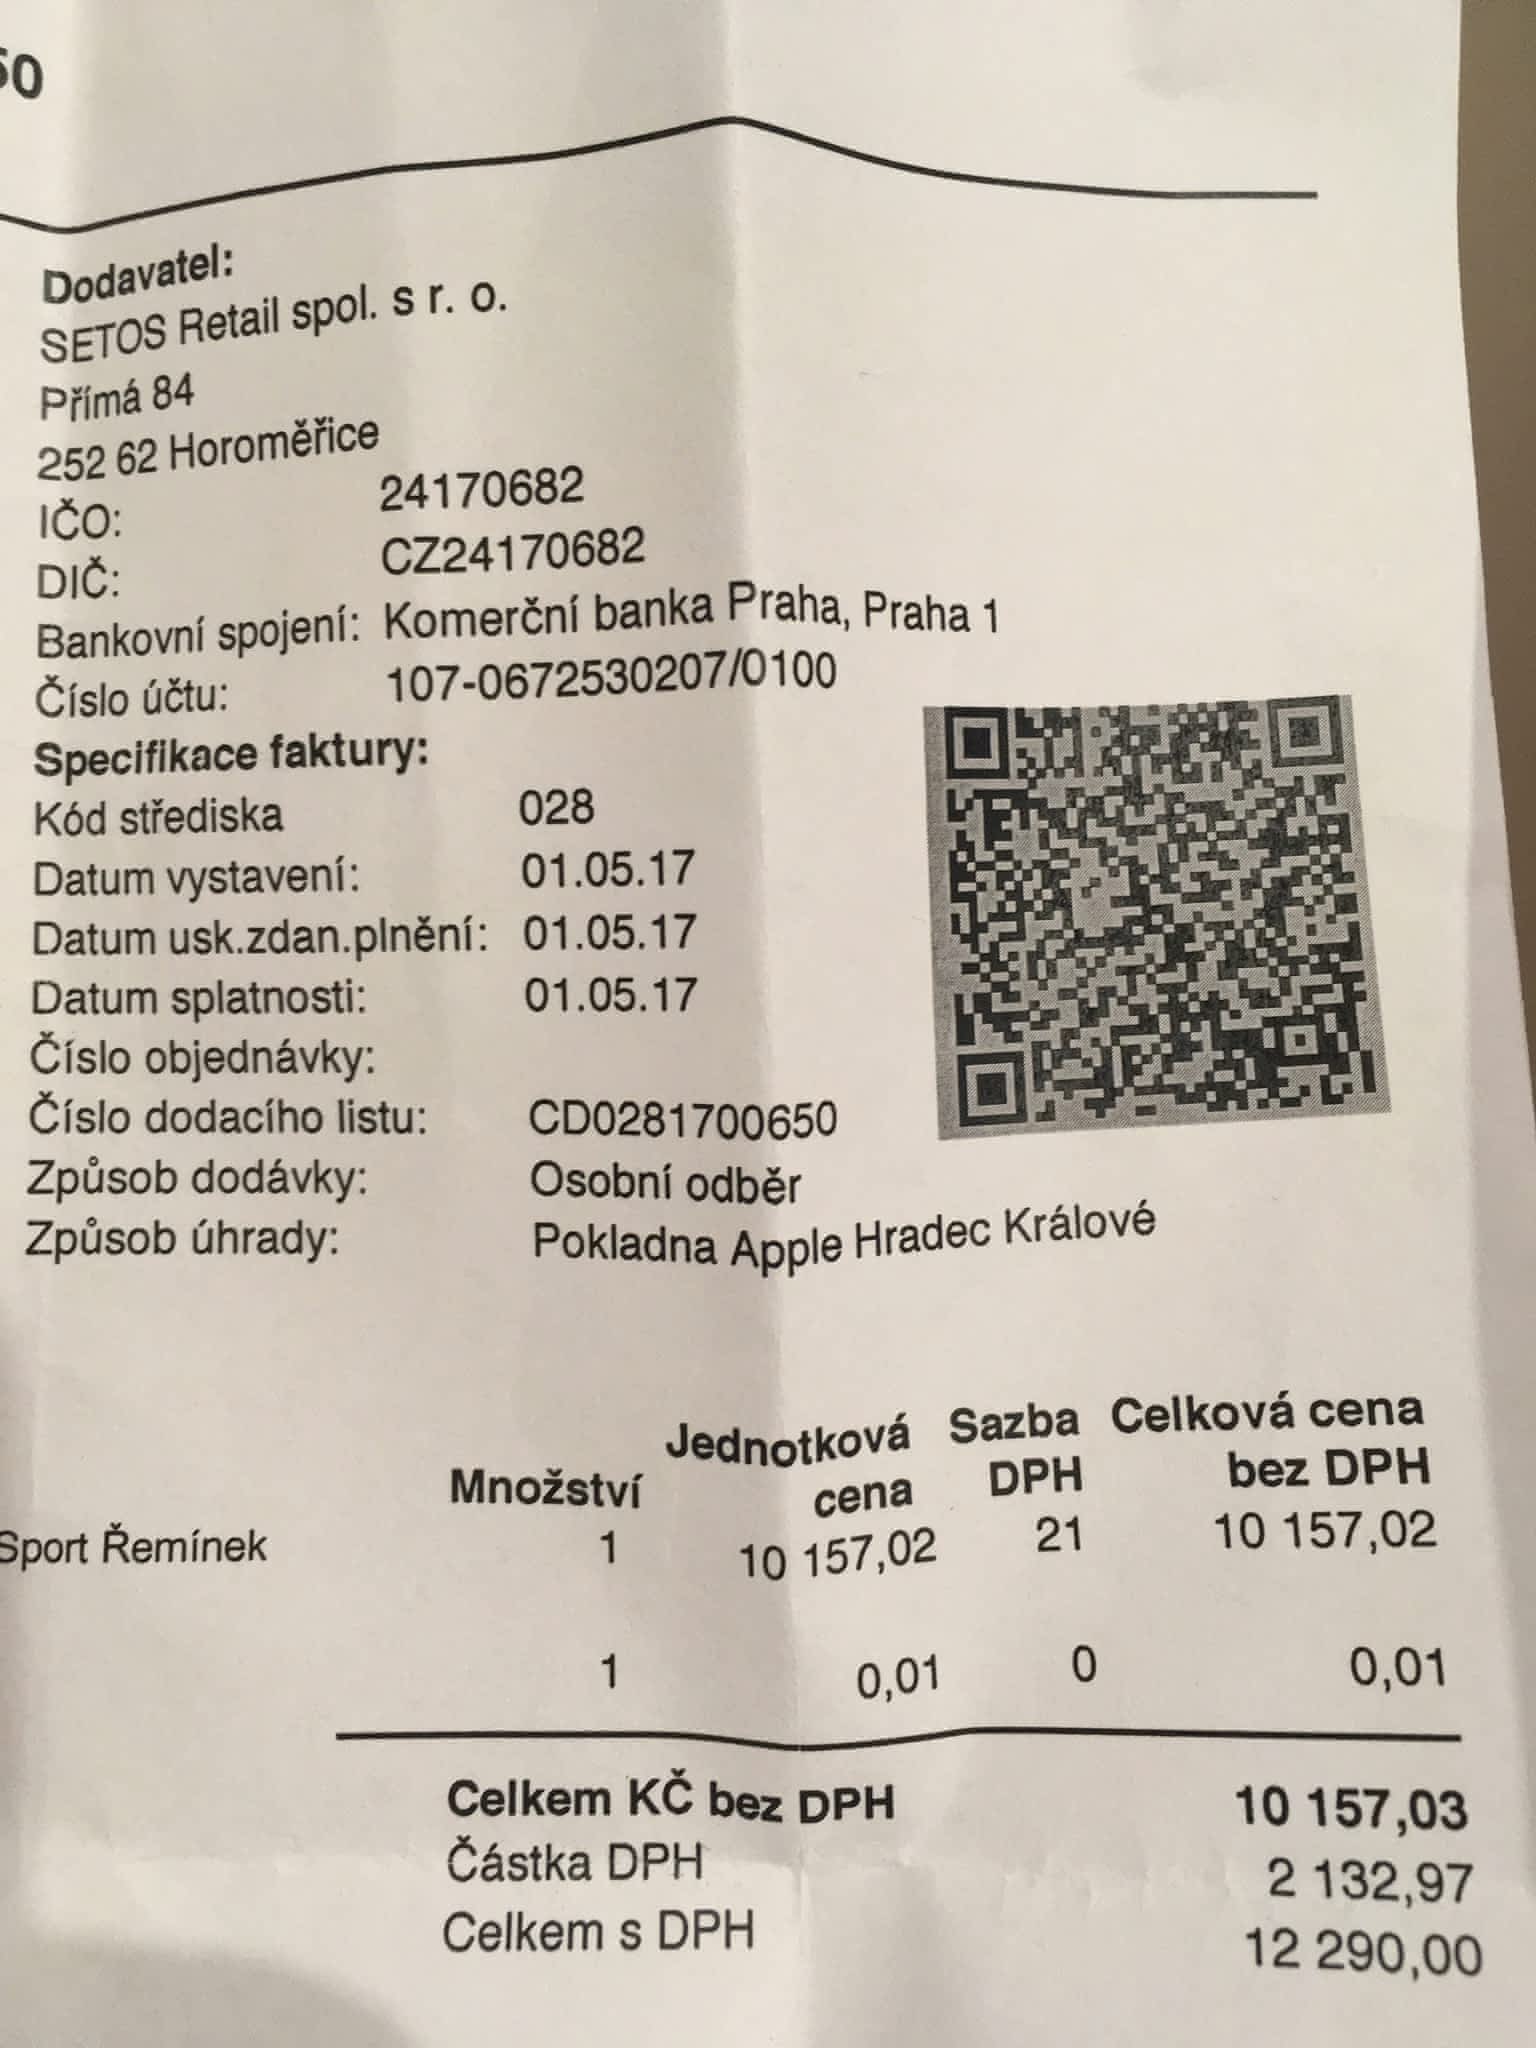 50
Dodavatel:
SETOS Retail spol. s r. o.
Přímá 84
252 62 Horoměřice
IČO: 24170682
DIČ: CZ24170682
Bankovní spojení: Komerční banka Praha, Praha 1
Číslo účtu: 107-0672530207/0100
Specifikace faktury:
Kód střediska 028
Datum vystavení: 01.05.17
Datum usk.zdan.plnění: 01.05.17
Datum splatnosti: 01.05.17
Číslo objednávky:
Číslo dodacího listu: CD0281700650
Způsob dodávky: Osobní odběr
Způsob úhrady: Pokladna Apple Hradec Králové
Množství Jednotková cena Sazba DPH Celková cena bez DPH
Sport Řemínek 1 10 157,02 21 10 157,02
1 0,01 0 0,01
Celkem KČ bez DPH 10 157,03
Částka DPH 2 132,97
Celkem s DPH 12 290,00